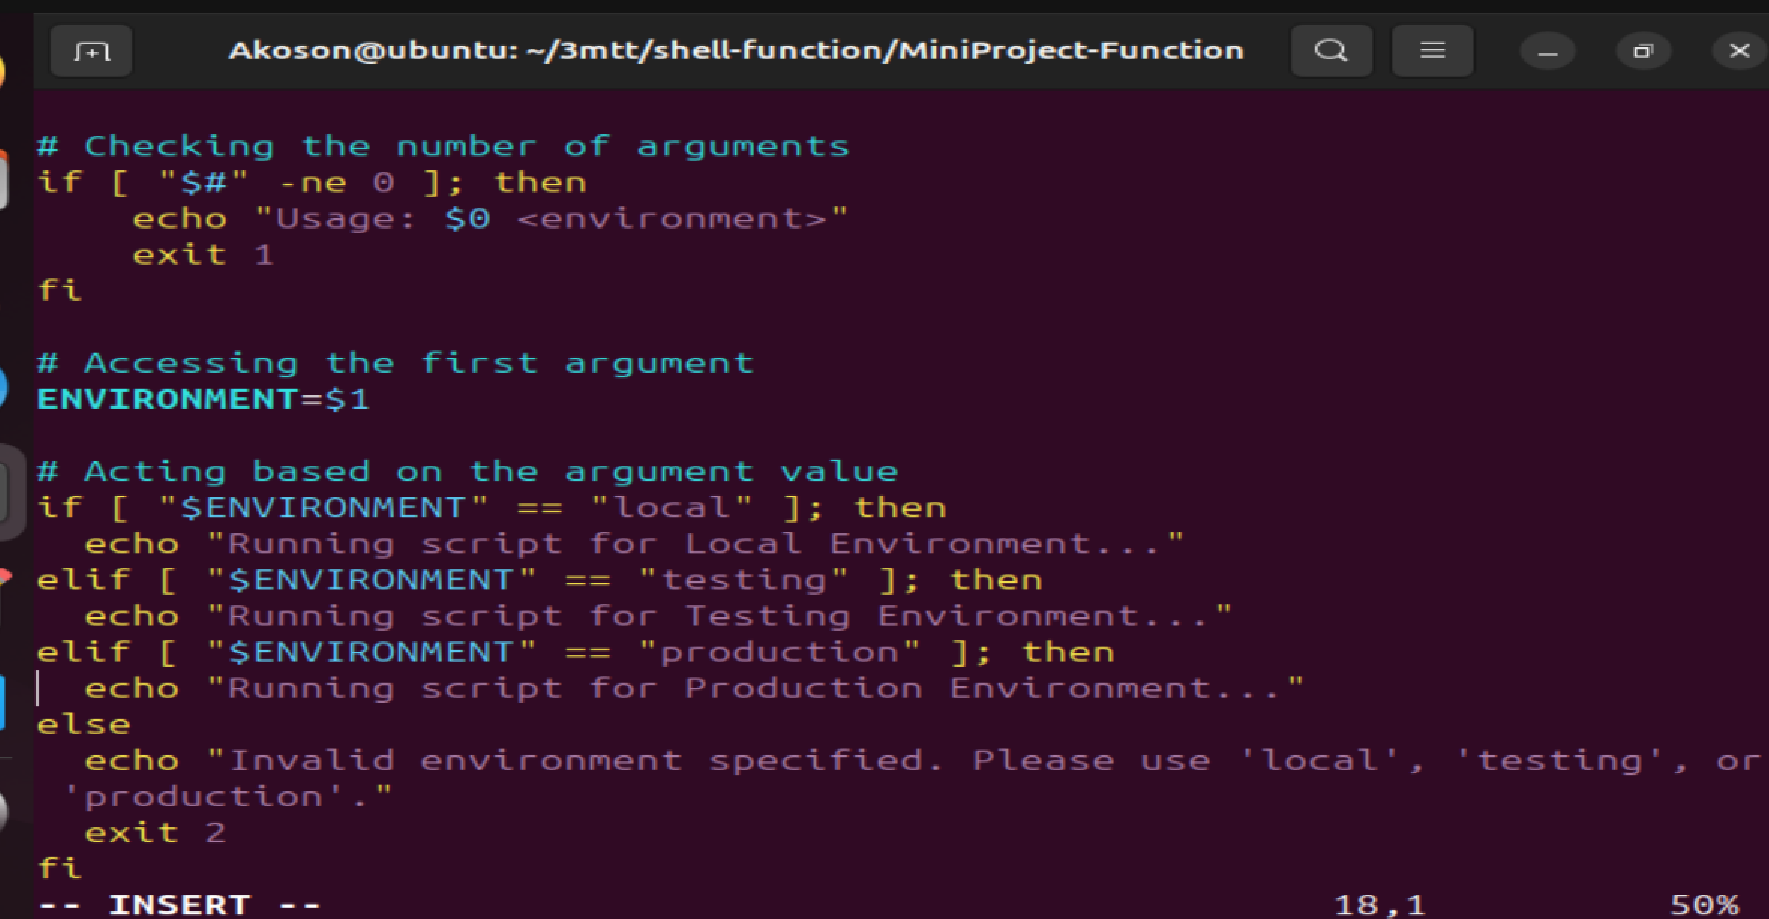 Akoson@ubuntu: ~/3mtt/shell-function/MiniProject-Function
# Checking the number of arguments
if [ "$#" -ne 0 ]; then
    echo "Usage: $0 <environment>"
    exit 1
fi
# Accessing the first argument
ENVIRONMENT=$1
# Acting based on the argument value
if [ "$ENVIRONMENT" == "local" ]; then
  echo "Running script for Local Environment..."
elif [ "$ENVIRONMENT" == "testing" ]; then
  echo "Running script for Testing Environment..."
elif [ "$ENVIRONMENT" == "production" ]; then
  echo "Running script for Production Environment..."
else
  echo "Invalid environment specified. Please use 'local', 'testing', or
 'production'."
  exit 2
fi
-- INSERT -- 18,1 50%